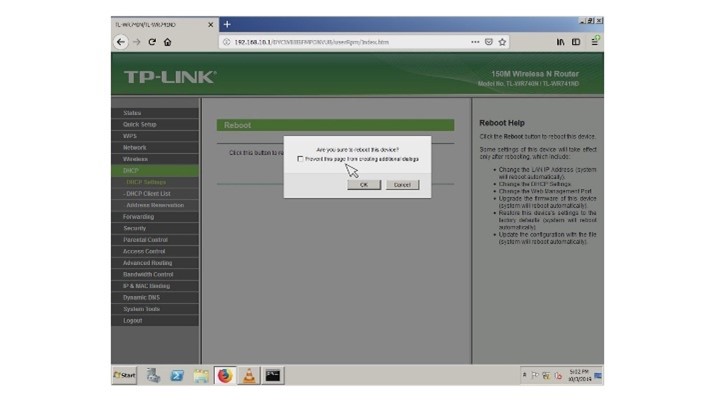 TL-WR740N/TL-WR741ND
192.168.10.1
/userRpm/Index.htm
TP-LINK®
150M Wireless N Router
Model No. TL-WR740N / TL-WR741ND
Status
Quick Setup
WPS
Network
Wireless
DHCP
- DHCP Settings
- DHCP Client List
- Address Reservation
Forwarding
Security
Parental Control
Access Control
Advanced Routing
Bandwidth Control
IP & MAC Binding
Dynamic DNS
System Tools
Logout
Reboot
Click this button to re
Are you sure to reboot this device?
Prevent this page from creating additional dialogs
OK
Cancel
Reboot Help
Click the Reboot button to reboot this device.
Some settings of this device will take effect
only after rebooting, which include:
• Change the LAN IP Address (system
will reboot automatically).
• Change the DHCP Settings.
• Change the Web Management Port.
• Upgrade the firmware of this device
(system will reboot automatically).
• Restore this device's settings to the
factory defaults (system will reboot
automatically).
• Update the configuration with the file
(system will reboot automatically).
Start
5:02 PM